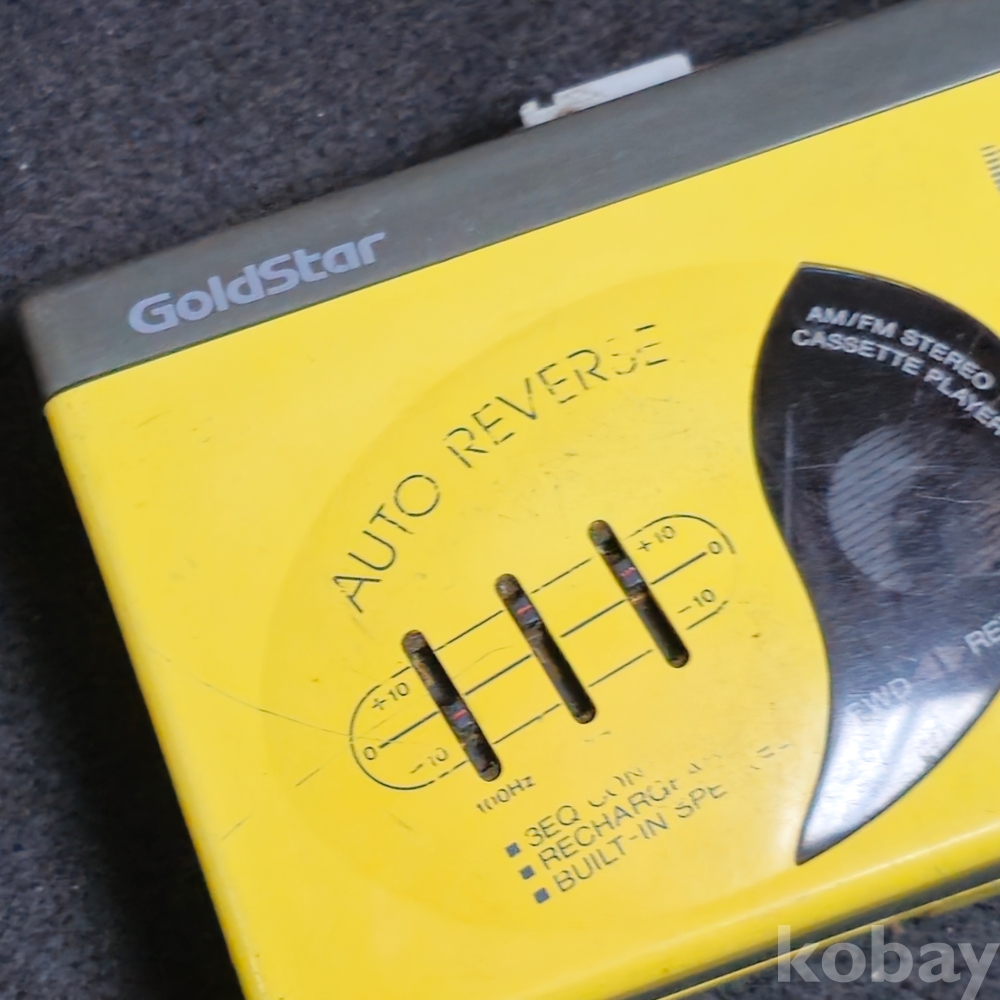 GoldStar
AM/FM STEREO
CASSETTE PLAYER
AUTO REVERSE
+10
0
-10
+10
0
-10
100Hz
3EQ
BUILT-IN
kobay